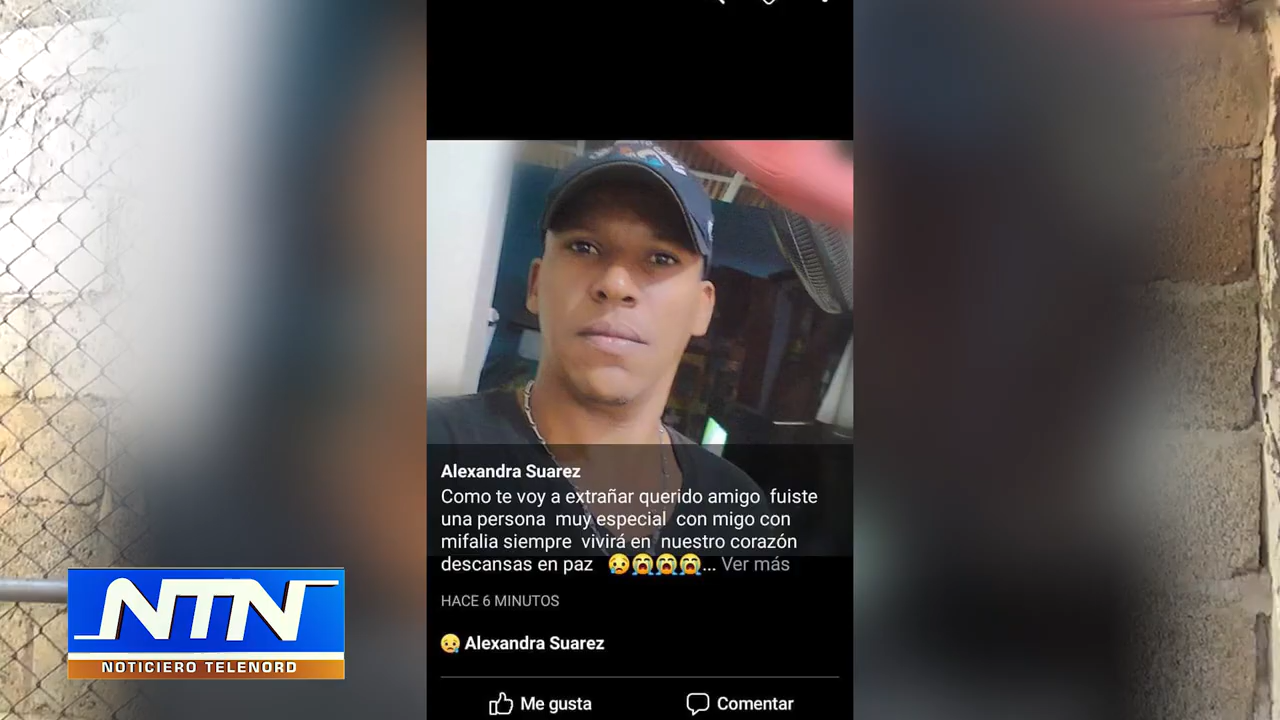 Alexandra Suarez
Como te voy a extrañar querido amigo fuiste
una persona muy especial con migo con
mifalia siempre vivirá en nuestro corazón
descansas en paz 😢😭😭😭... Ver más
HACE 6 MINUTOS
😢 Alexandra Suarez
Me gusta
Comentar
NTN
NOTICIERO TELENORD